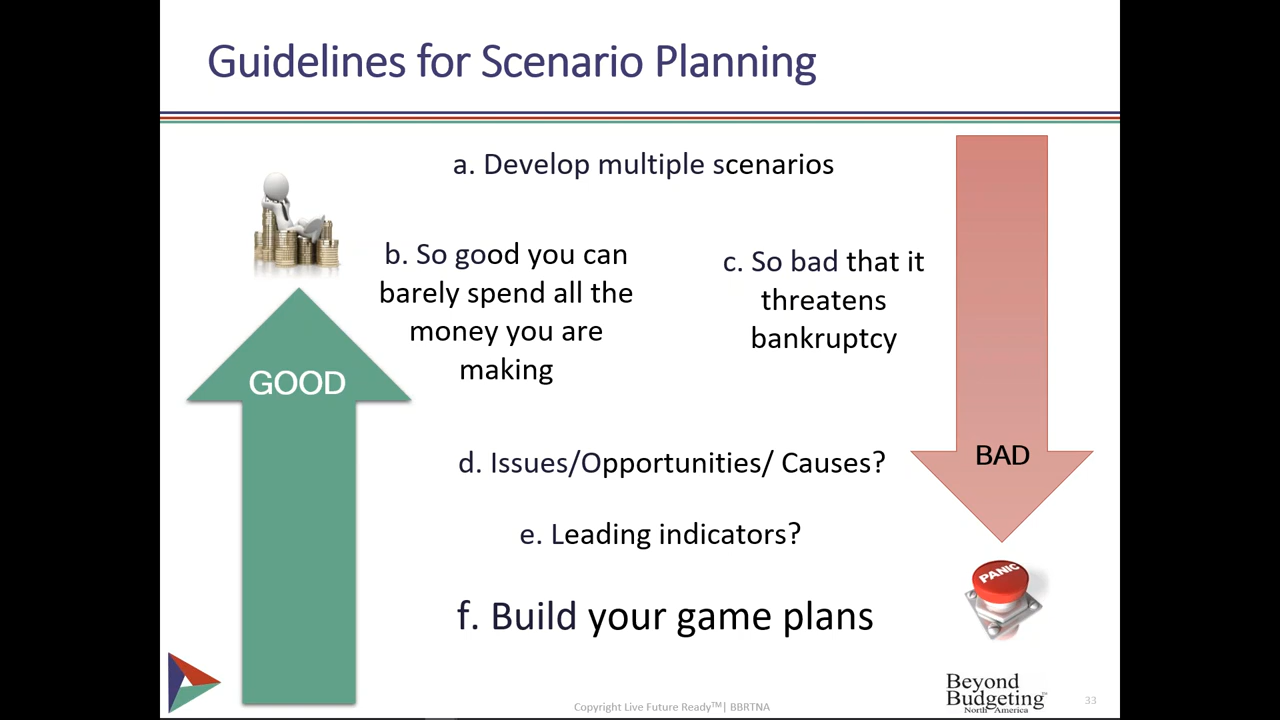 Guidelines for Scenario Planning
a. Develop multiple scenarios
b. So good you can
barely spend all the
money you are
making
c. So bad that it
threatens
bankruptcy
GOOD
BAD
d. Issues/Opportunities/ Causes?
e. Leading indicators?
PANIC
f. Build your game plans
Beyond
Budgeting™
North America
Copyright Live Future Ready™| BBRTNA
33